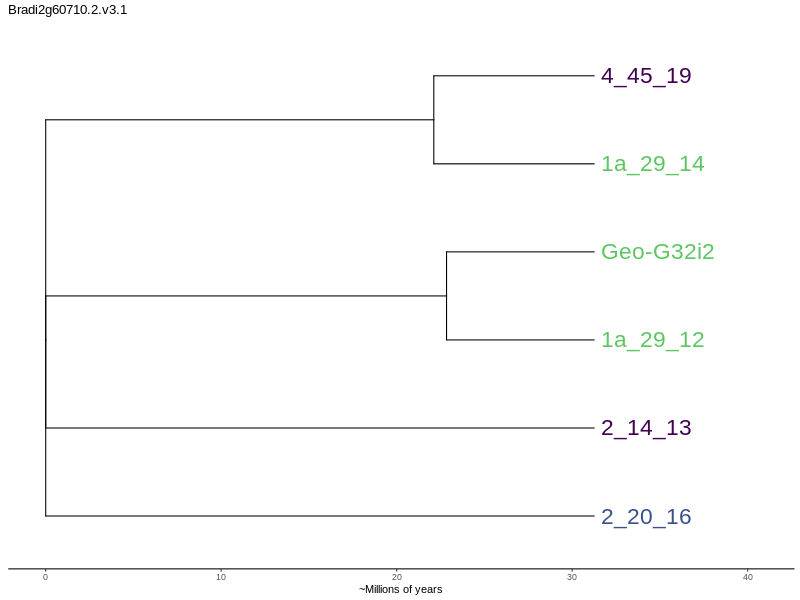 Bradi2g60710.2.v3.1
4_45_19
1a_29_14
Geo-G32i2
1a_29_12
2_14_13
2_20_16
0 10 20 30 40
~Millions of years